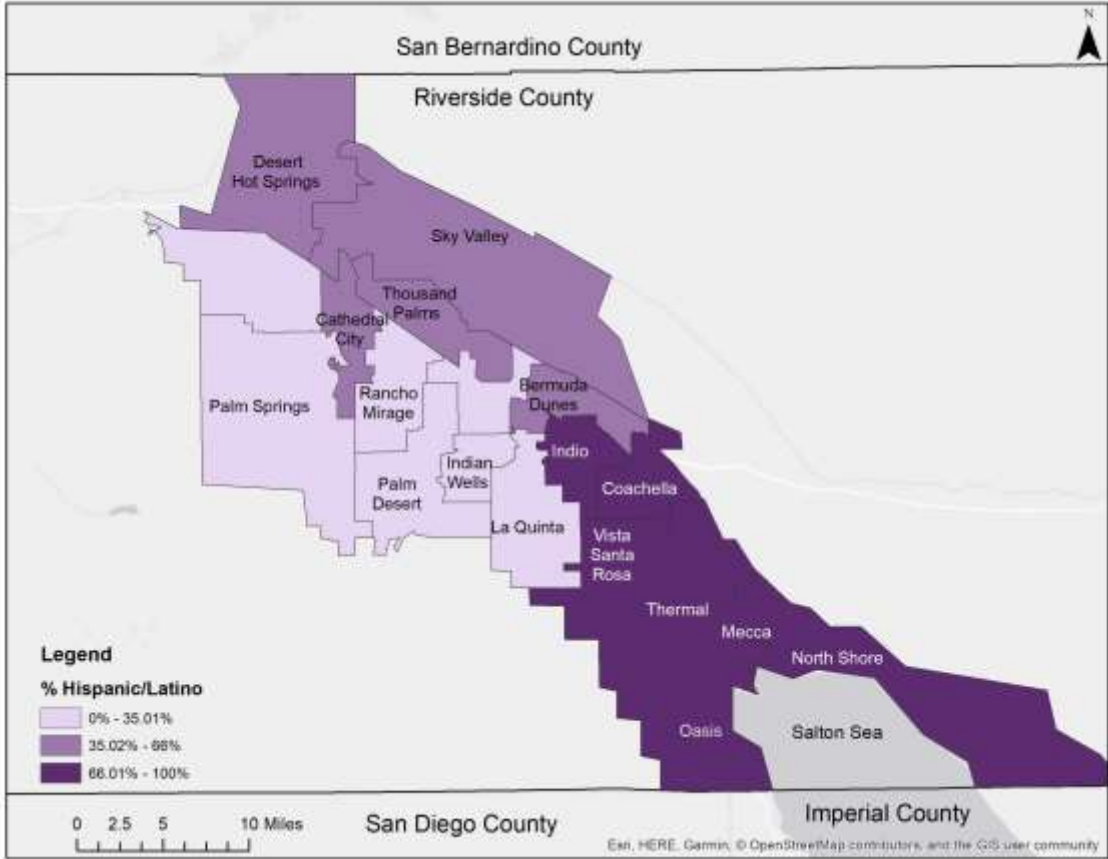 N
San Bernardino County
Riverside County
Desert
Hot Springs
Sky Valley
Thousand
Palms
Cathedral
City
Bermuda
Dunes
Rancho
Mirage
Palm Springs
Indio
Indian
Wells
Palm
Desert
Coachella
La Quinta
Vista
Santa
Rosa
Thermal
Mecca
North Shore
Oasis
Salton Sea
Legend
% Hispanic/Latino
0% - 35.01%
35.02% - 66%
66.01% - 100%
0 2.5 5 10 Miles
San Diego County
Imperial County
Esri, HERE, Garmin, © OpenStreetMap contributors, and the GIS user community